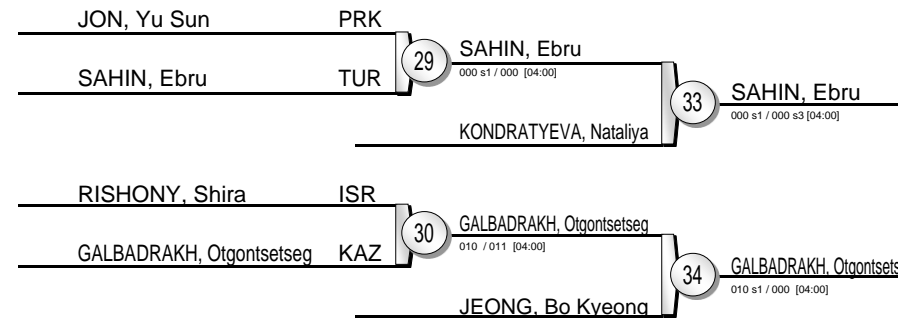 JON, Yu Sun PRK
SAHIN, Ebru TUR
29
SAHIN, Ebru
000 s1 / 000 [04:00]
KONDRATYEVA, Nataliya
33
SAHIN, Ebru
000 s1 / 000 s3 [04:00]
RISHONY, Shira ISR
GALBADRAKH, Otgontsetseg KAZ
30
GALBADRAKH, Otgontsetseg
010 / 011 [04:00]
JEONG, Bo Kyeong
34
GALBADRAKH, Otgontsets
010 s1 / 000 [04:00]